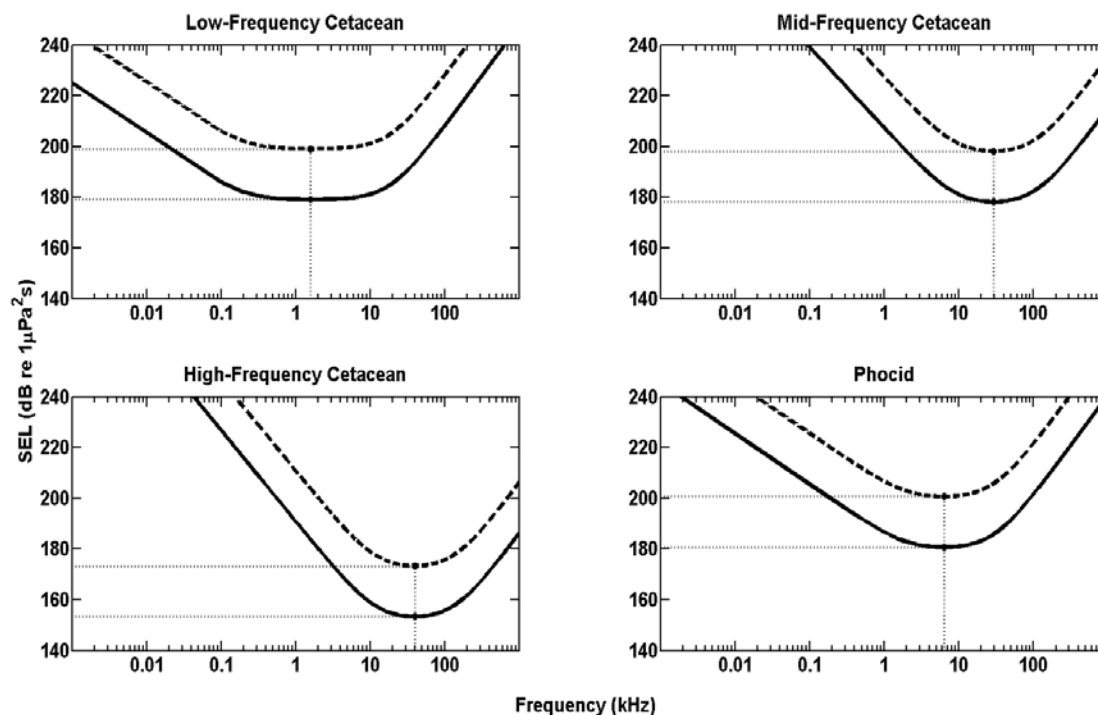 Low-Frequency Cetacean
240
220
200
180
160
140
0.01 0.1 1 10 100
Mid-Frequency Cetacean
240
220
200
180
160
140
0.01 0.1 1 10 100
SEL (dB re 1μPa²s)
High-Frequency Cetacean
240
220
200
180
160
140
0.01 0.1 1 10 100
Phocid
240
220
200
180
160
140
0.01 0.1 1 10 100
Frequency (kHz)